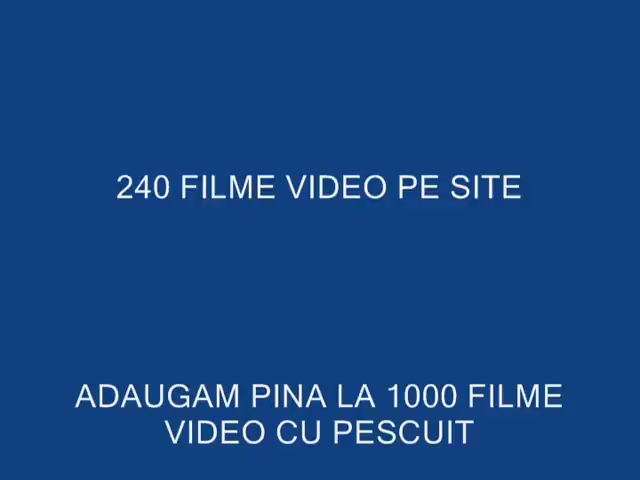 240 FILME VIDEO PE SITE
ADAUGAM PINA LA 1000 FILME
VIDEO CU PESCUIT